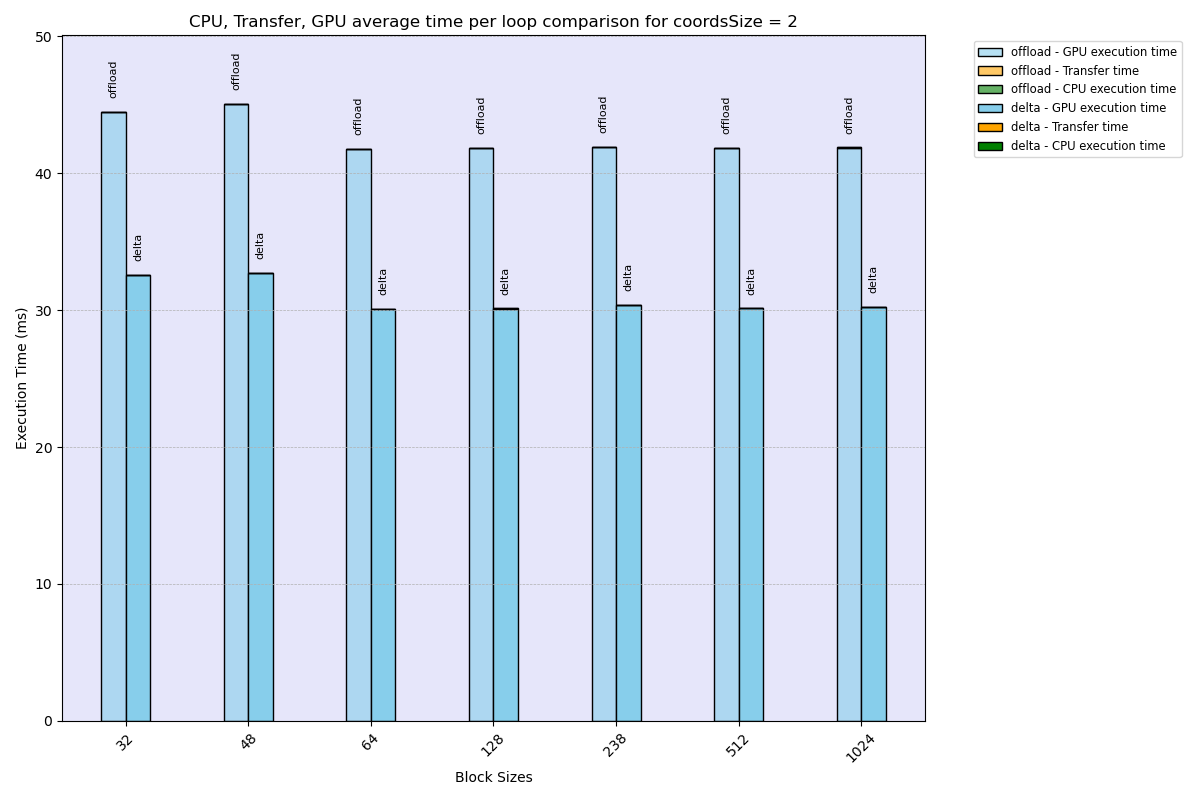 CPU, Transfer, GPU average time per loop comparison for coordsSize = 2
offload - GPU execution time
offload - Transfer time
offload - CPU execution time
delta - GPU execution time
delta - Transfer time
delta - CPU execution time
Execution Time (ms)
50
40
30
20
10
0
offload
delta
offload
delta
offload
delta
offload
delta
offload
delta
offload
delta
offload
delta
32
48
64
128
238
512
1024
Block Sizes